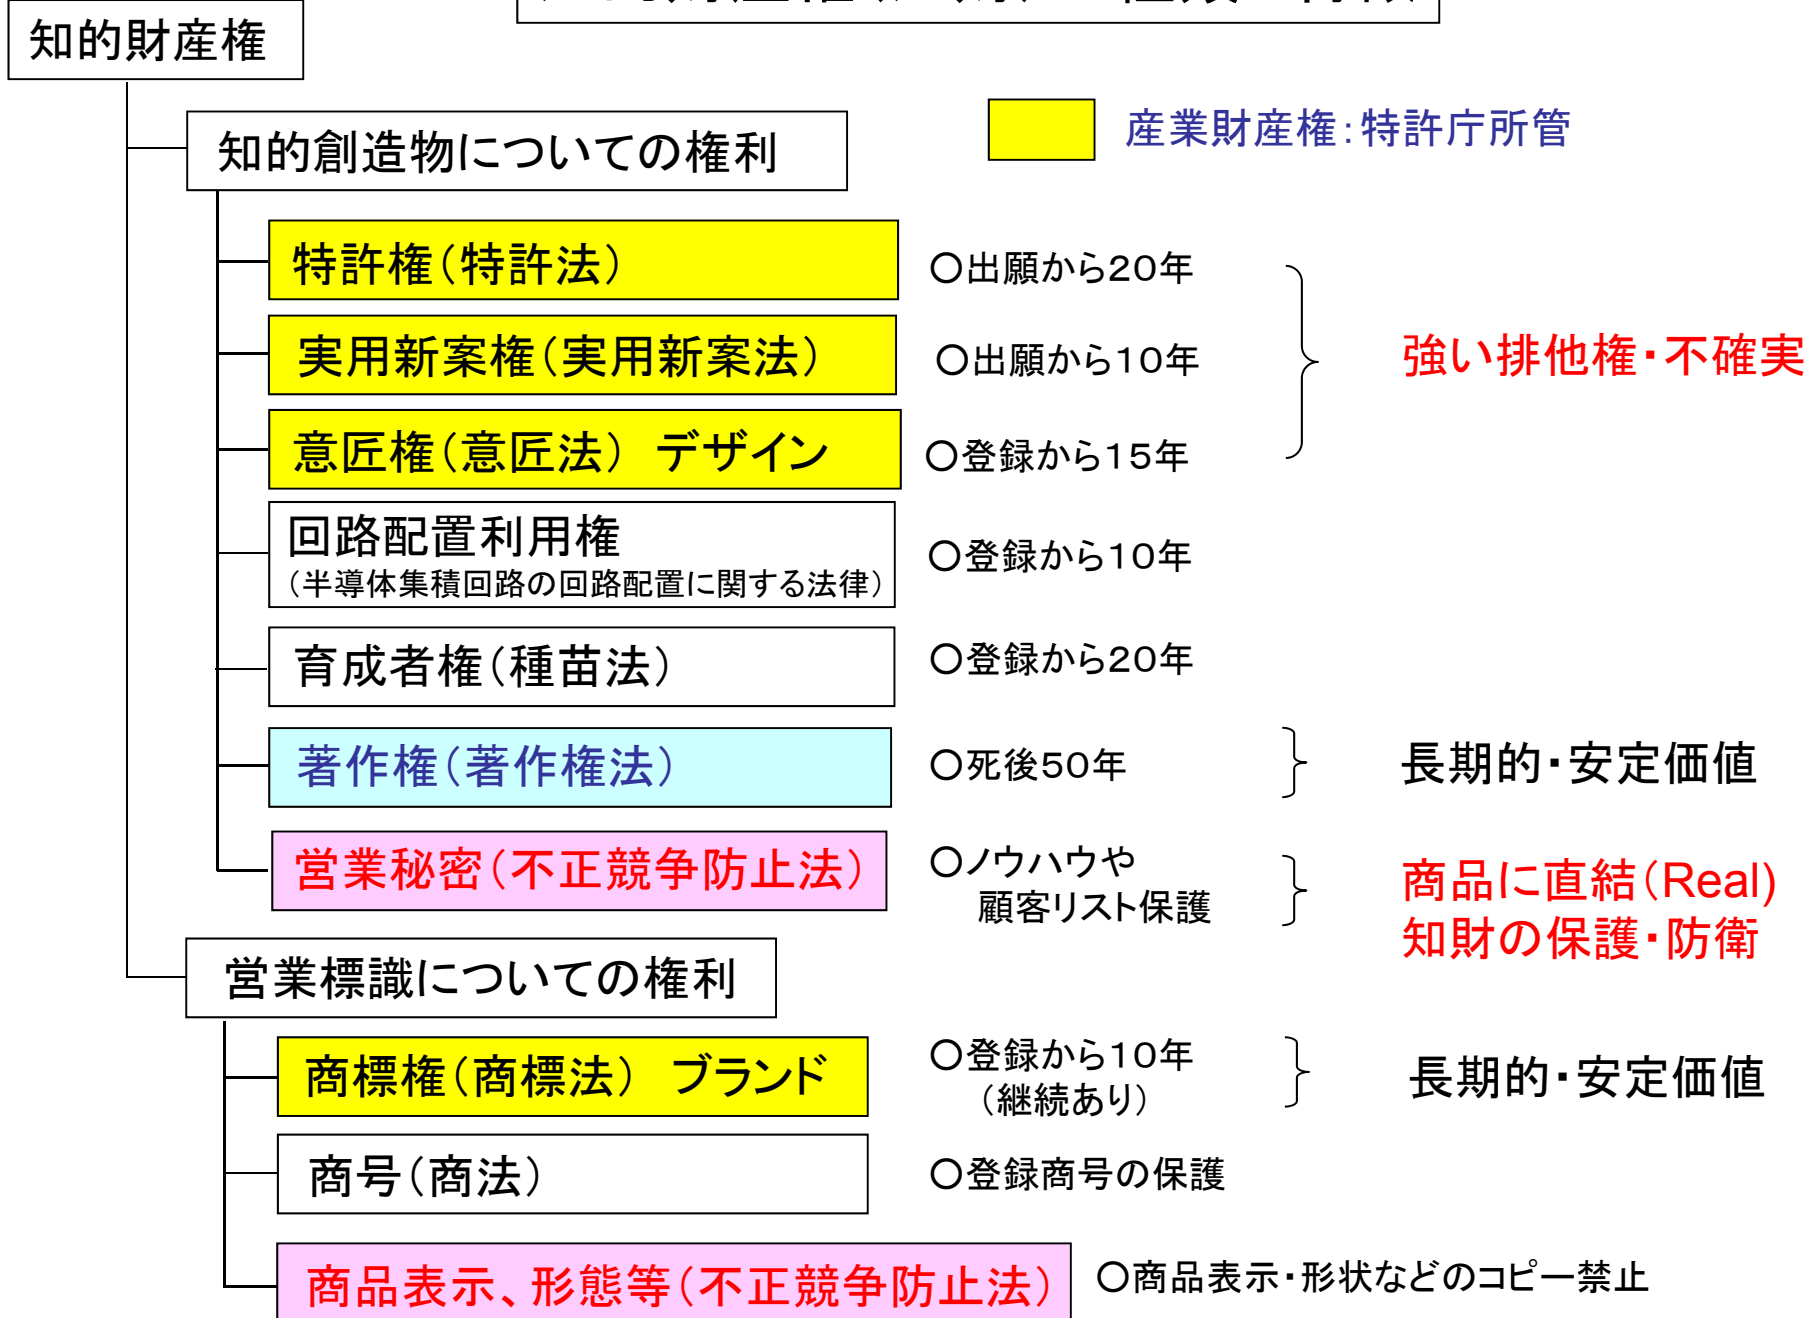 知的財産権
知的創造物についての権利
産業財産権：特許庁所管
特許権（特許法）
○出願から２０年
実用新案権（実用新案法）
○出願から１０年
強い排他権・不確実
意匠権（意匠法）　デザイン
○登録から１５年
回路配置利用権
（半導体集積回路の回路配置に関する法律）
○登録から１０年
育成者権（種苗法）
○登録から２０年
著作権（著作権法）
○死後５０年
長期的・安定価値
営業秘密（不正競争防止法）
○ノウハウや
顧客リスト保護
商品に直結（Real)
知財の保護・防衛
営業標識についての権利
商標権（商標法）　ブランド
○登録から１０年
（継続あり）
長期的・安定価値
商号（商法）
○登録商号の保護
商品表示、形態等（不正競争防止法）
○商品表示・形状などのコピー禁止